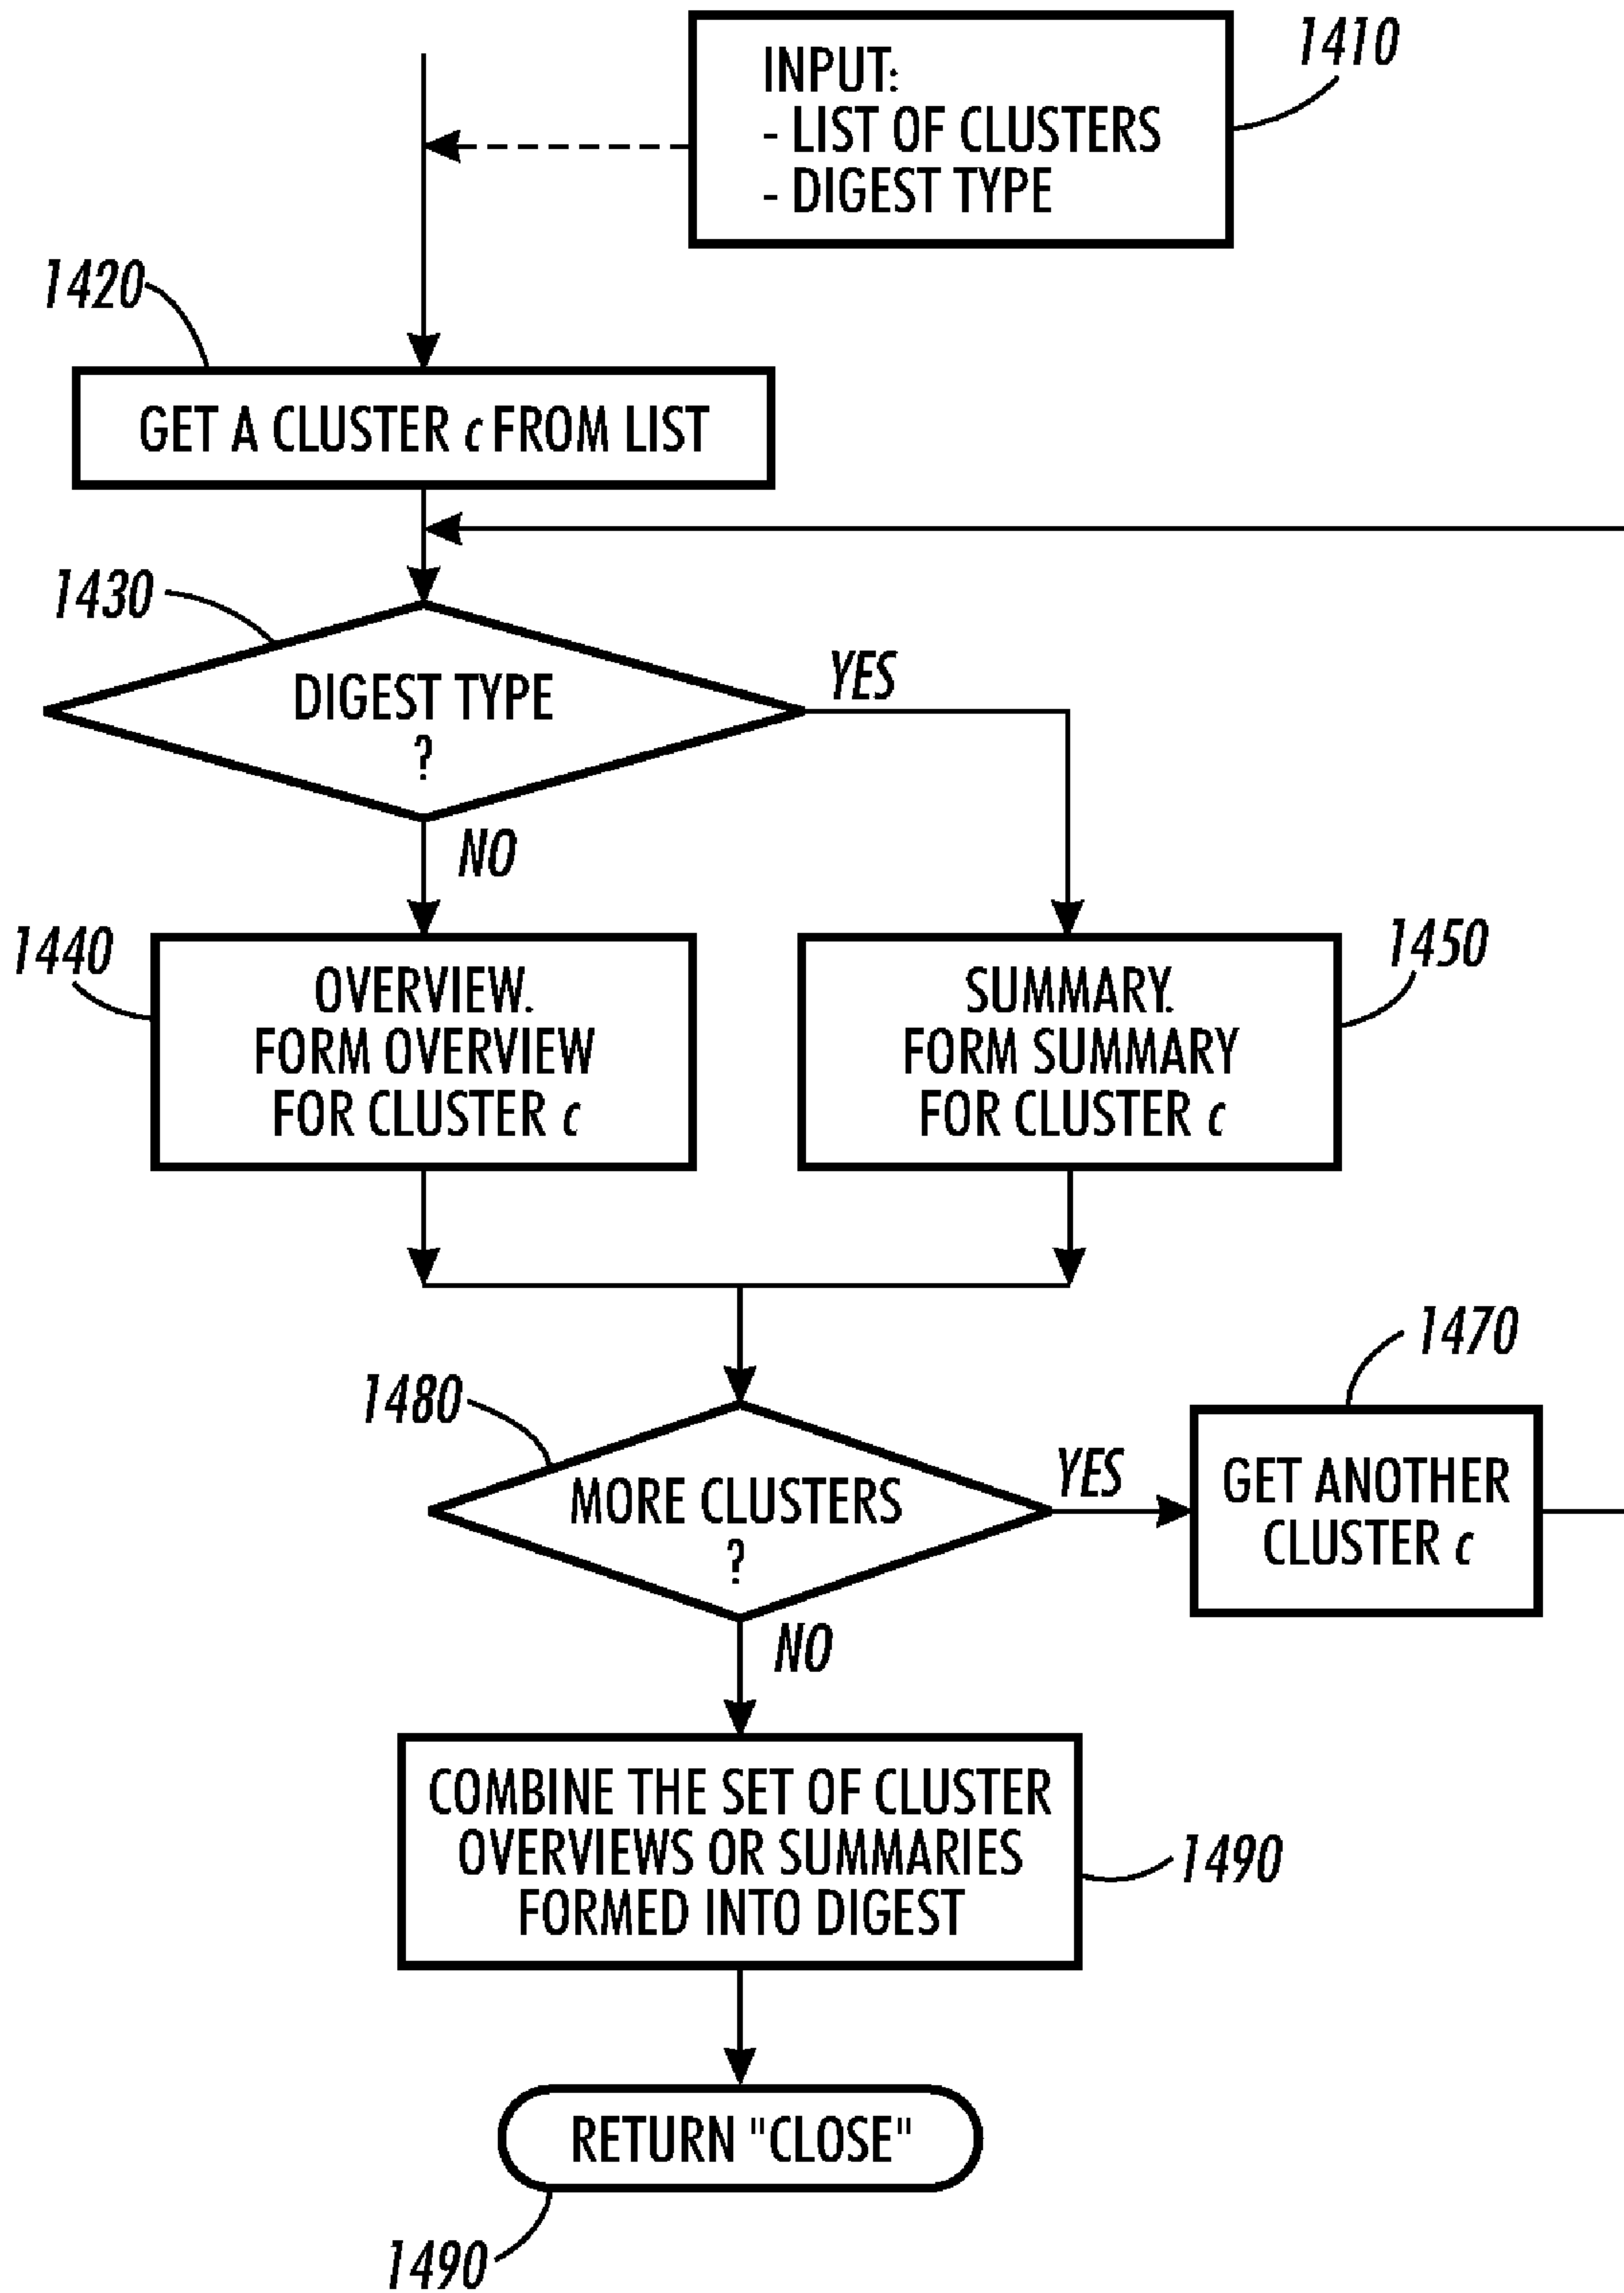 1410
INPUT:
- LIST OF CLUSTERS
- DIGEST TYPE
1420
GET A CLUSTER c FROM LIST
1430
DIGEST TYPE
?
YES
NO
1440
OVERVIEW.
FORM OVERVIEW
FOR CLUSTER c
1450
SUMMARY.
FORM SUMMARY
FOR CLUSTER c
1480
MORE CLUSTERS
?
YES
1470
GET ANOTHER
CLUSTER c
NO
COMBINE THE SET OF CLUSTER
OVERVIEWS OR SUMMARIES
FORMED INTO DIGEST
1490
RETURN "CLOSE"
1490